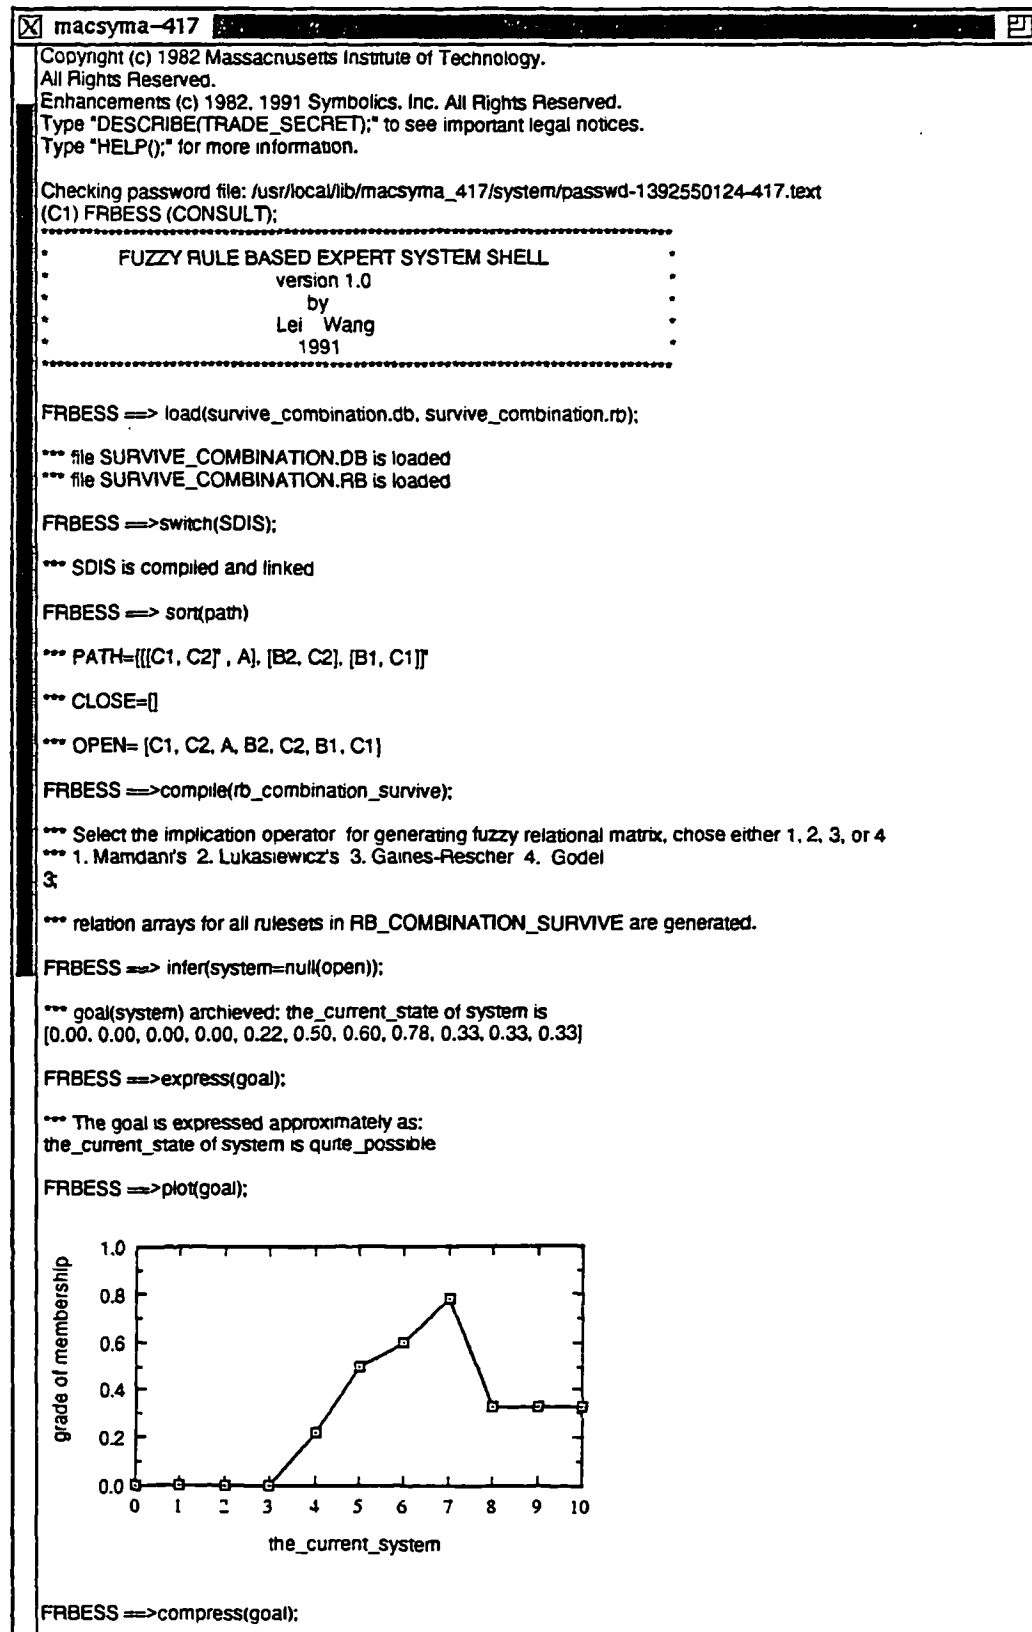 macsyma-417
Copyright (c) 1982 Massachusetts Institute of Technology.
All Rights Reserved.
Enhancements (c) 1982, 1991 Symbolics, Inc. All Rights Reserved.
Type "DESCRIBE(TRADE_SECRET);" to see important legal notices.
Type "HELP();" for more information.
Checking password file: /usr/local/lib/macsyma_417/system/passwd-1392550124-417.text
(C1) FRBESS (CONSULT);
* FUZZY RULE BASED EXPERT SYSTEM SHELL *
* version 1.0 *
* by *
* Lei Wang *
* 1991 *
FRBESS ==> load(survive_combination.db, survive_combination.rb);
*** file SURVIVE_COMBINATION.DB is loaded
*** file SURVIVE_COMBINATION.RB is loaded
FRBESS ==>switch(SDIS);
*** SDIS is compiled and linked
FRBESS ==> sort(path)
*** PATH={[[[C1, C2]" , A], [B2, C2], [B1, C1]]"
*** CLOSE=[]
*** OPEN= [C1, C2, A, B2, C2, B1, C1]
FRBESS ==>compile(rb_combination_survive);
*** Select the implication operator for generating fuzzy relational matrix, chose either 1, 2, 3, or 4
*** 1. Mamdani's 2. Lukasiewicz's 3. Gaines-Rescher 4. Godel
3;
*** relation arrays for all rulesets in RB_COMBINATION_SURVIVE are generated.
FRBESS ==> infer(system=null(open));
*** goal(system) archieved: the_current_state of system is
[0.00, 0.00, 0.00, 0.00, 0.22, 0.50, 0.60, 0.78, 0.33, 0.33, 0.33]
FRBESS ==>express(goal);
*** The goal is expressed approximately as:
the_current_state of system is quite_possible
FRBESS ==>plot(goal);
grade of membership
1.0
0.8
0.6
0.4
0.2
0.0
0 1 2 3 4 5 6 7 8 9 10
the_current_system
FRBESS ==>compress(goal);